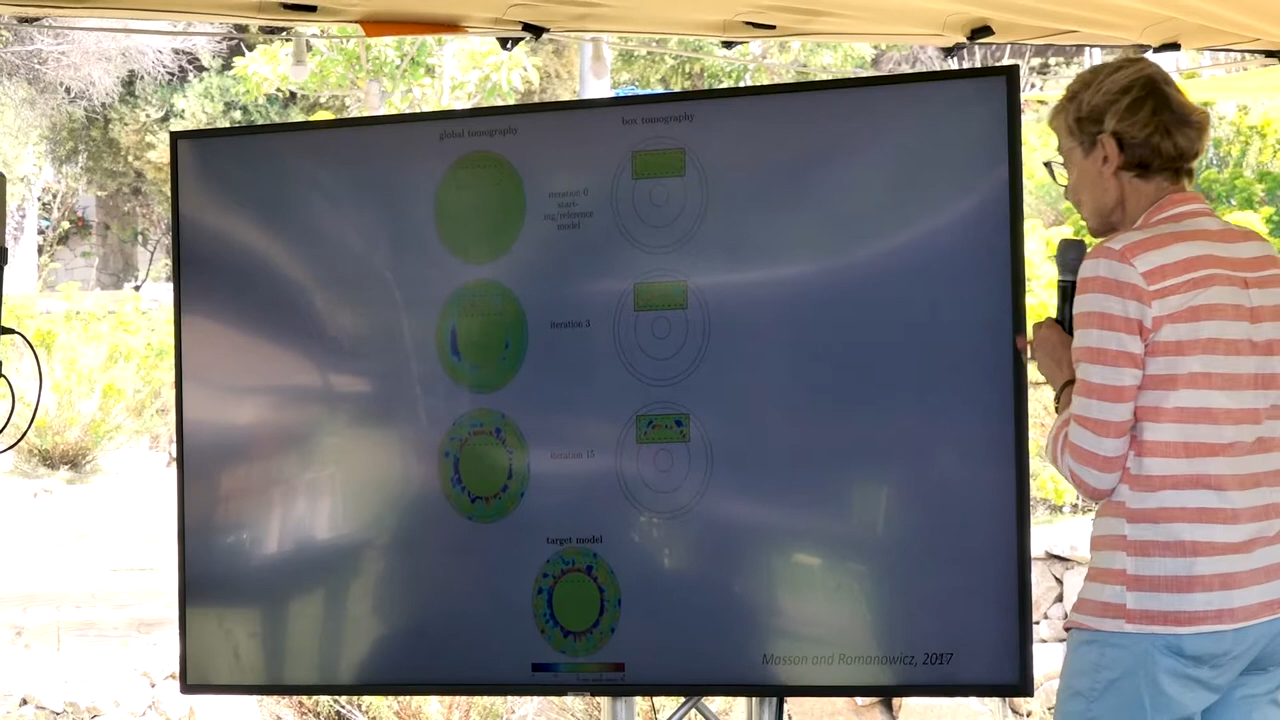 global tomography
box tomography
iteration 0
start-
ing/reference
model
iteration 3
iteration 15
target model
Masson and Romanowicz, 2017